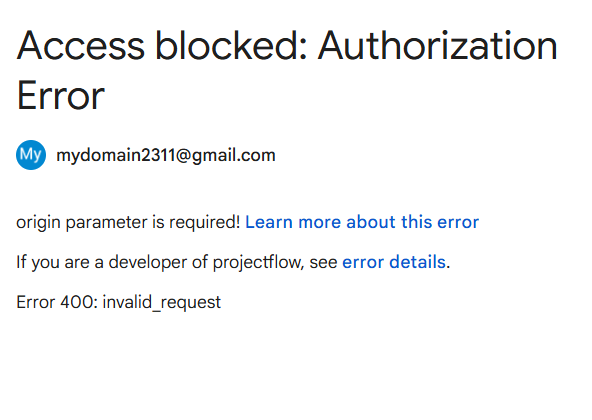 Access blocked: Authorization
Error
My
mydomain2311@gmail.com
origin parameter is required! Learn more about this error
If you are a developer of projectflow, see error details.
Error 400: invalid_request